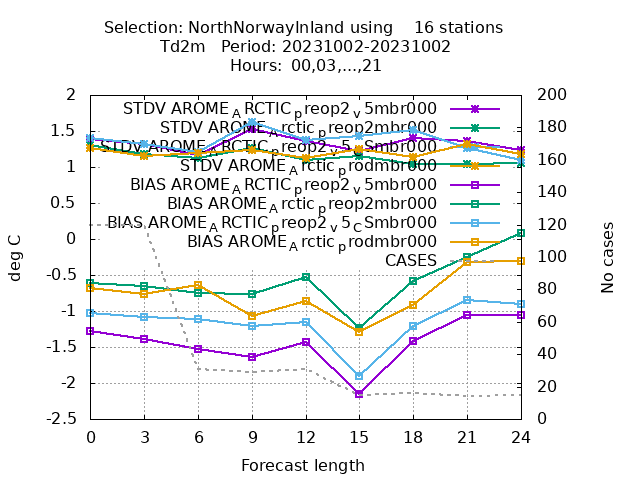 Selection: NorthNorwayInland using 16 stations
Td2m Period: 20231002-20231002
Hours: 00,03,...,21
2
1.5
1
0.5
0
-0.5
-1
-1.5
-2
-2.5
200
180
160
140
120
100
80
60
40
20
0
deg C
No cases
STDV AROME_ARCTIC_preop2_v5mbr000
STDV AROME_Arctic_preop2mbr000
STDV AROME_ARCTIC_preop2_v5_CSmbr000
STDV AROME_Arctic_prodmbr000
BIAS AROME_ARCTIC_preop2_v5mbr000
BIAS AROME_Arctic_preop2mbr000
BIAS AROME_ARCTIC_preop2_v5_CSmbr000
BIAS AROME_Arctic_prodmbr000
CASES
0 3 6 9 12 15 18 21 24
Forecast length